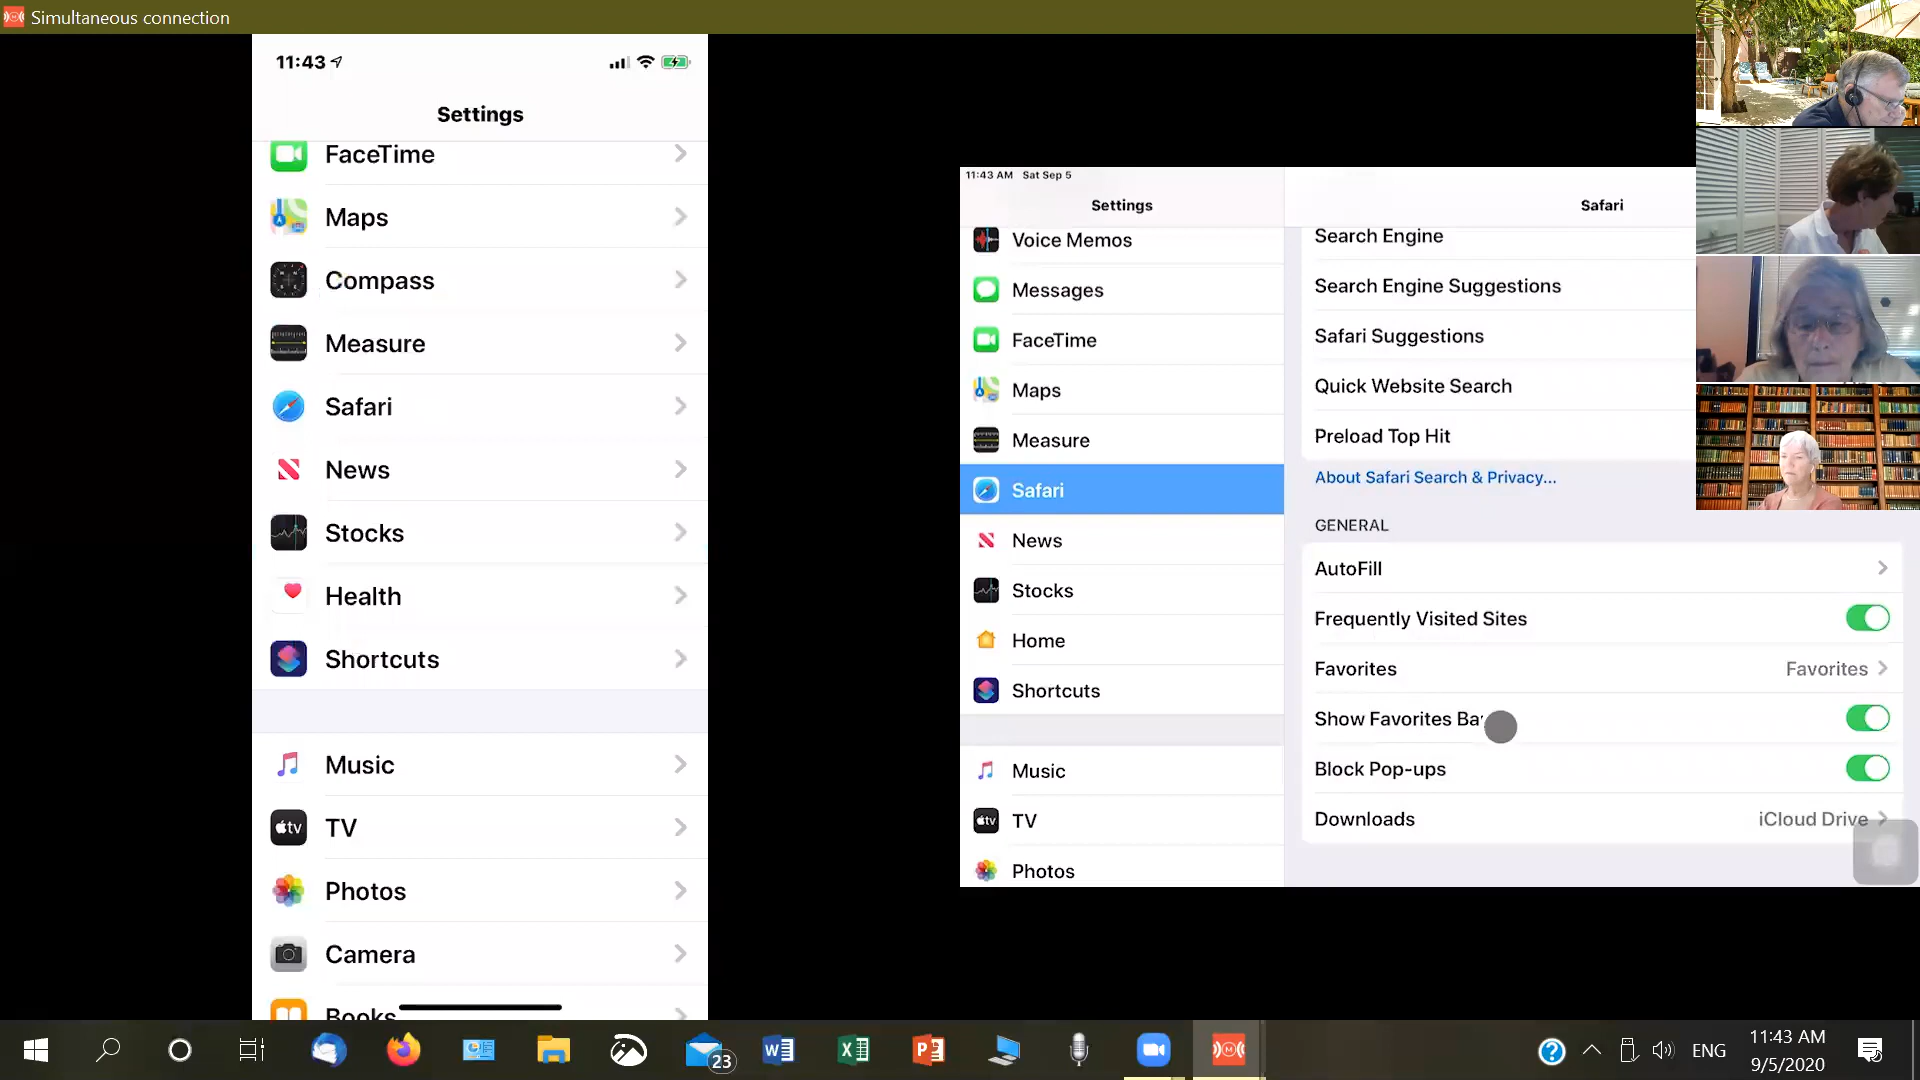 Simultaneous connection
11:43
Settings
FaceTime
Maps
Compass
Measure
Safari
News
Stocks
Health
Shortcuts
Music
tv
TV
Photos
Camera
Books
11:43 AM Sat Sep 5
Settings
Voice Memos
Messages
FaceTime
Maps
Measure
Safari
News
Stocks
Home
Shortcuts
Music
tv
TV
Photos
Safari
Search Engine
Search Engine Suggestions
Safari Suggestions
Quick Website Search
Preload Top Hit
About Safari Search & Privacy...
GENERAL
AutoFill
Frequently Visited Sites
Favorites Favorites
Show Favorites Ba
Block Pop-ups
Downloads iCloud Drive
23
ENG
11:43 AM
9/5/2020